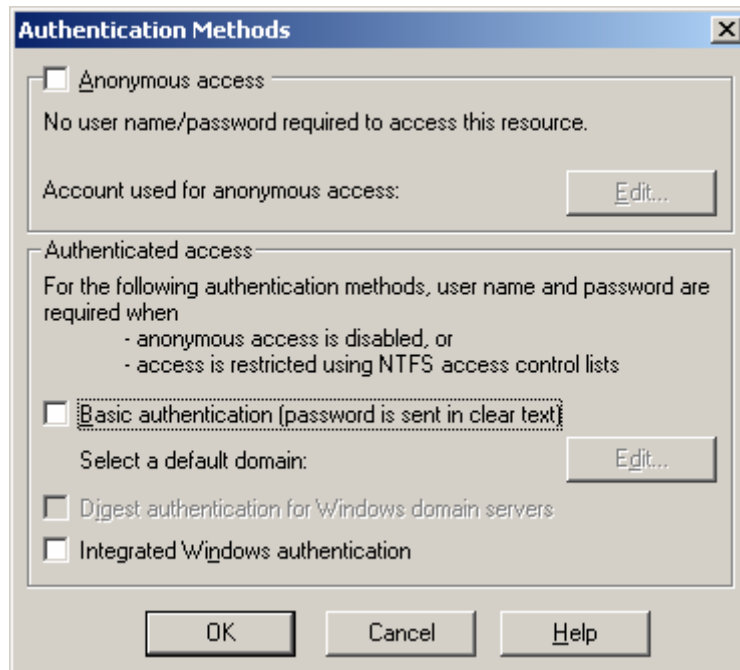 Authentication Methods
Anonymous access
No user name/password required to access this resource.
Account used for anonymous access:
Edit...
Authenticated access
For the following authentication methods, user name and password are
required when
- anonymous access is disabled, or
- access is restricted using NTFS access control lists
Basic authentication (password is sent in clear text)
Select a default domain:
Edit...
Digest authentication for Windows domain servers
Integrated Windows authentication
OK
Cancel
Help